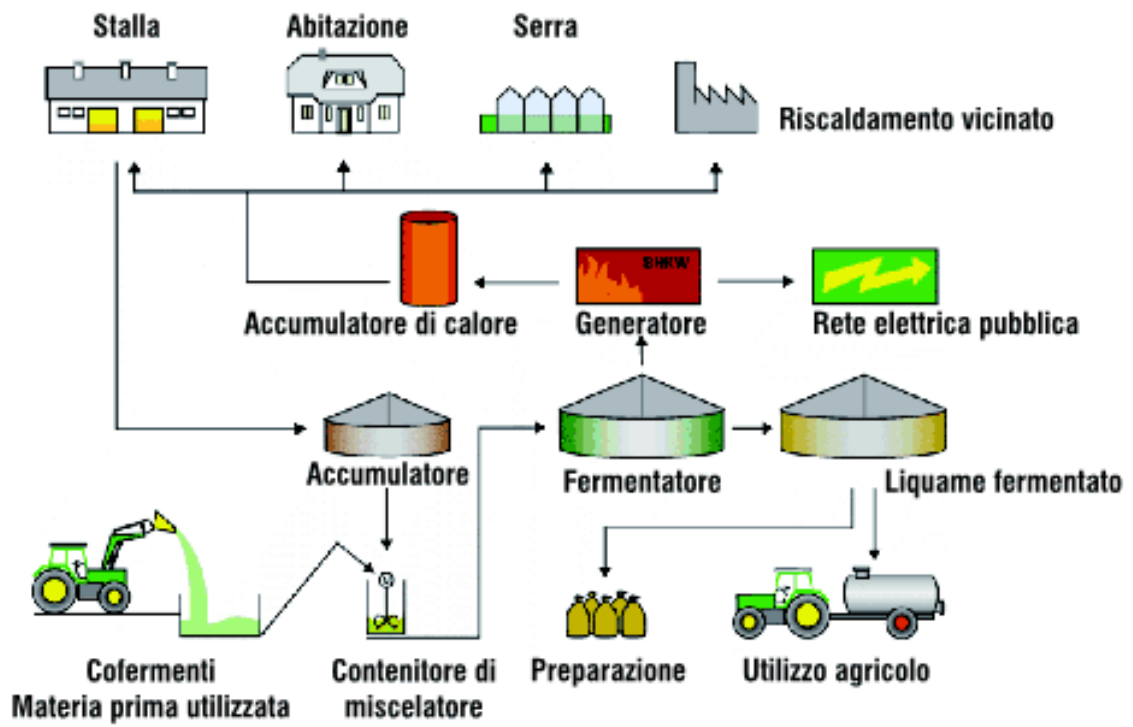 Stalla
Abitazione
Serra
Riscaldamento vicinato
BHKW
Accumulatore di calore
Generatore
Rete elettrica pubblica
Accumulatore
Fermentatore
Liquame fermentato
Cofermenti
Materia prima utilizzata
Contenitore di
miscelatore
Preparazione
Utilizzo agricolo